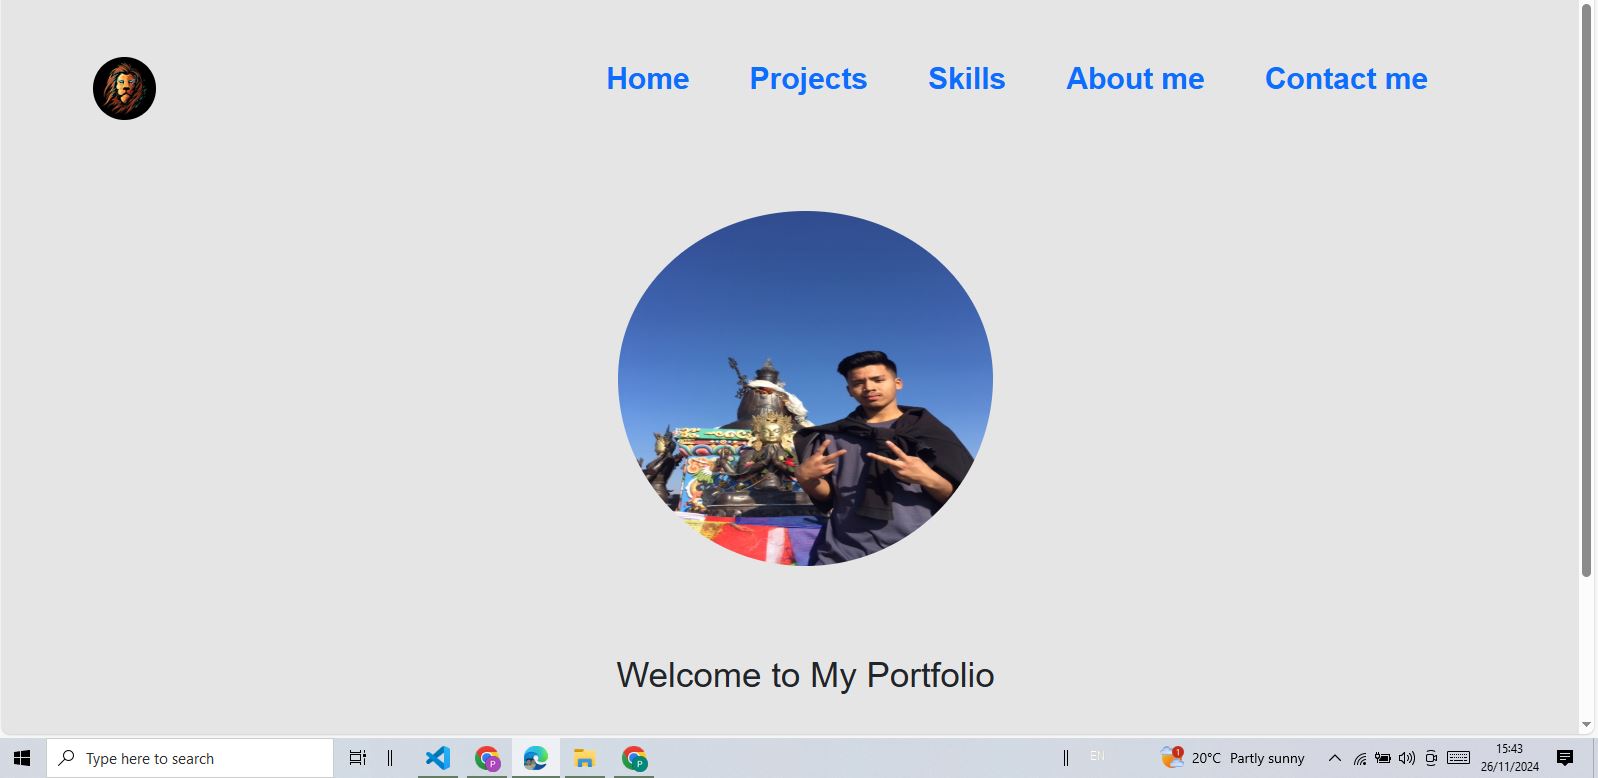 Home Projects Skills About me Contact me
Welcome to My Portfolio
Type here to search
P
P
EN
1
20°C Partly sunny
15:43
26/11/2024